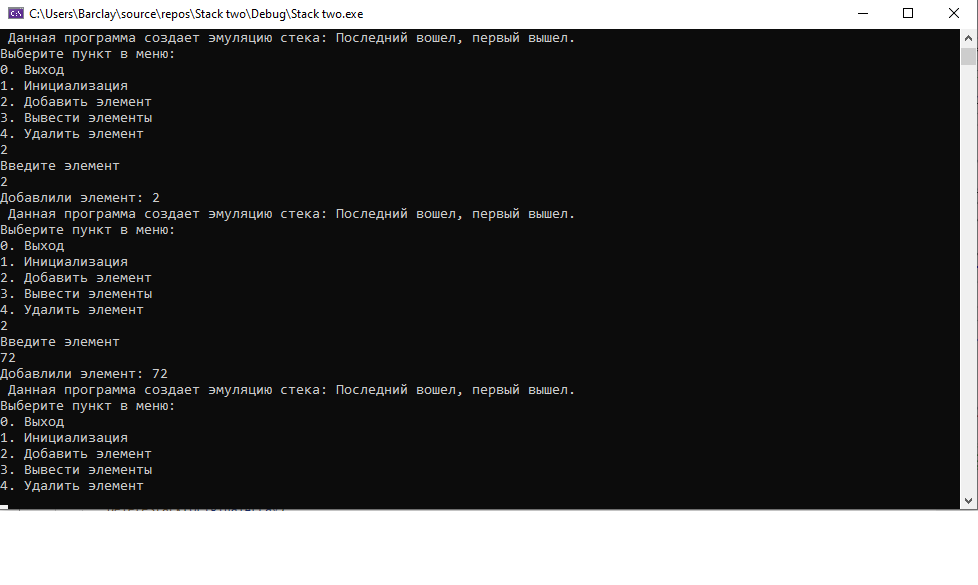 C:\Users\Barclay\source\repos\Stack two\Debug\Stack two.exe
Данная программа создает эмуляцию стека: Последний вошел, первый вышел.
Выберите пункт в меню:
0. Выход
1. Инициализация
2. Добавить элемент
3. Вывести элементы
4. Удалить элемент
2
Введите элемент
2
Добавлили элемент: 2
Данная программа создает эмуляцию стека: Последний вошел, первый вышел.
Выберите пункт в меню:
0. Выход
1. Инициализация
2. Добавить элемент
3. Вывести элементы
4. Удалить элемент
2
Введите элемент
72
Добавлили элемент: 72
Данная программа создает эмуляцию стека: Последний вошел, первый вышел.
Выберите пункт в меню:
0. Выход
1. Инициализация
2. Добавить элемент
3. Вывести элементы
4. Удалить элемент